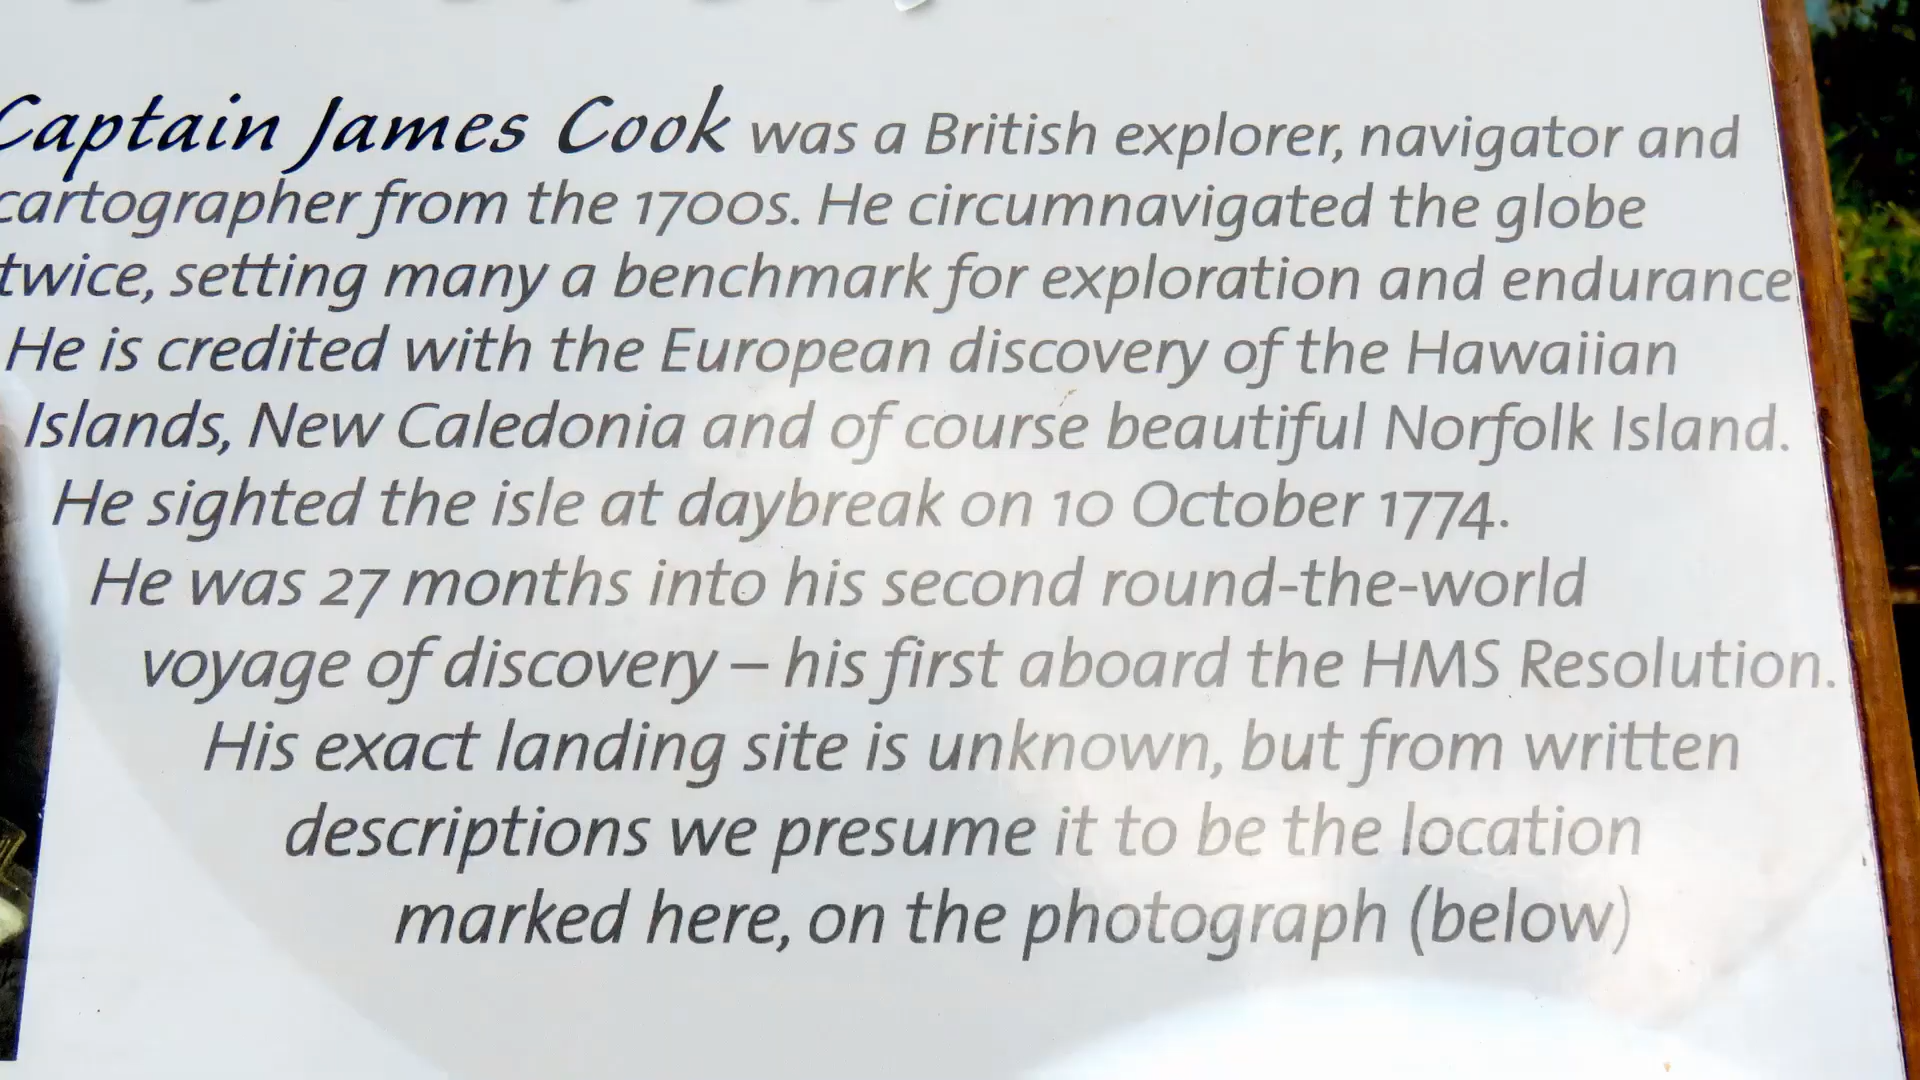 Captain James Cook was a British explorer, navigator and
cartographer from the 1700s. He circumnavigated the globe
twice, setting many a benchmark for exploration and endurance
He is credited with the European discovery of the Hawaiian
Islands, New Caledonia and of course beautiful Norfolk Island.
He sighted the isle at daybreak on 10 October 1774.
He was 27 months into his second round-the-world
voyage of discovery – his first aboard the HMS Resolution.
His exact landing site is unknown, but from written
descriptions we presume it to be the location
marked here, on the photograph (below)